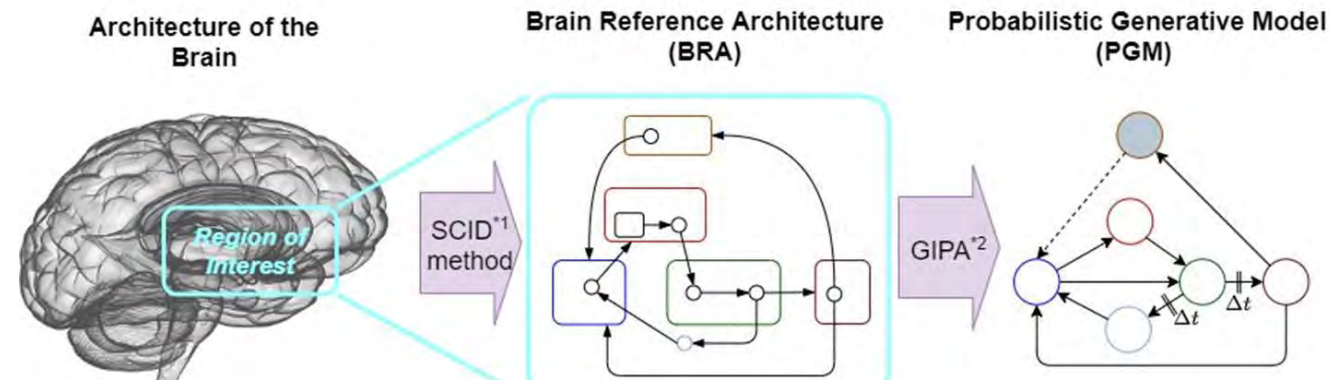 Architecture of the
Brain
Brain Reference Architecture
(BRA)
Probabilistic Generative Model
(PGM)
Region of
Interest
SCID*1
method
GIPA*2
Δt
Δt